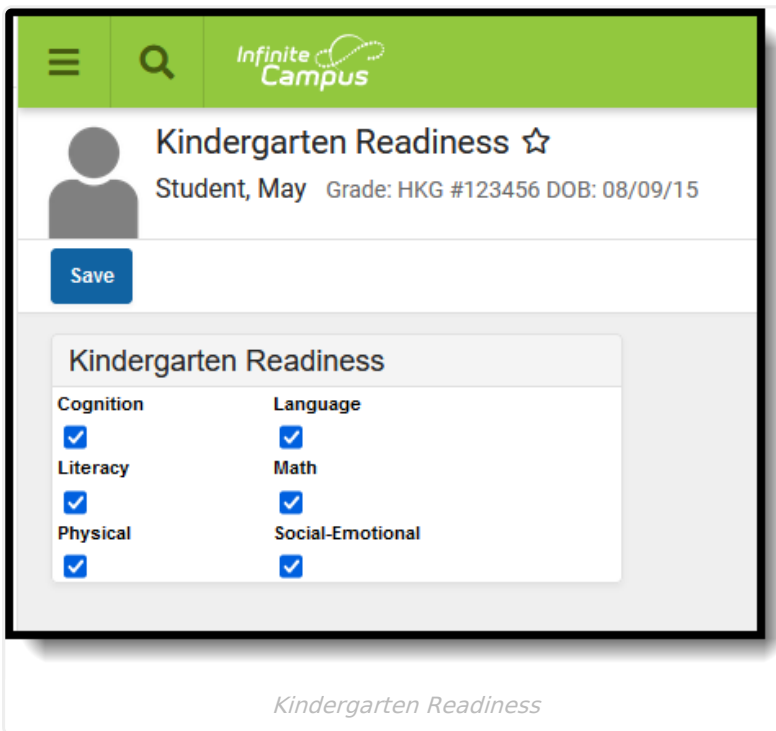 Infinite
Campus
Kindergarten Readiness
Student, May Grade: HKG #123456 DOB: 08/09/15
Save
Kindergarten Readiness
Cognition Language
Literacy Math
Physical Social-Emotional
Kindergarten Readiness